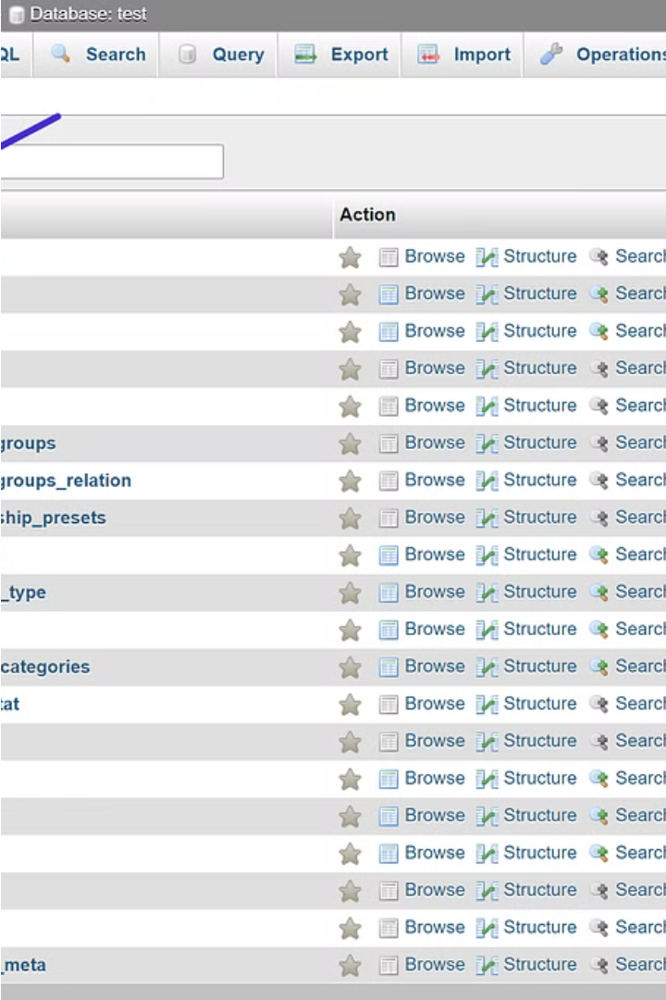 Database: test
QL Search Query Export Import Operations
Action
Browse Structure Search
Browse Structure Search
Browse Structure Search
Browse Structure Search
Browse Structure Search
groups Browse Structure Search
groups_relation Browse Structure Search
ship_presets Browse Structure Search
Browse Structure Search
_type Browse Structure Search
Browse Structure Search
categories Browse Structure Search
tat Browse Structure Search
Browse Structure Search
Browse Structure Search
Browse Structure Search
Browse Structure Search
Browse Structure Search
Browse Structure Search
_meta Browse Structure Search